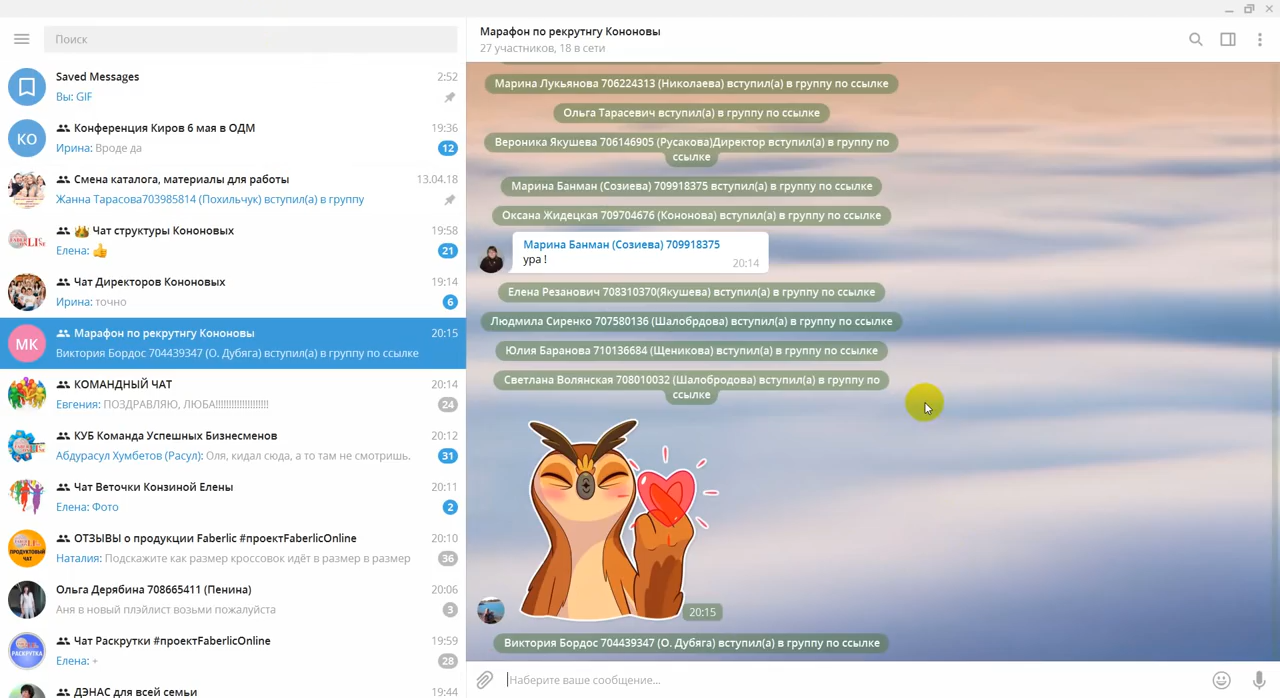 Поиск
Saved Messages
2:52
Вы: GIF
КО
Конференция Киров 6 мая в ОДМ
19:36
Ирина: Вроде да
12
Смена каталога, материалы для работы
13.04.18
Жанна Тарасова703985814 (Похильчук) вступил(а) в группу
Чат структуры Кононовых
19:58
Елена: 👍
21
Чат Директоров Кононовых
19:14
Ирина: точно
6
МК
Марафон по рекрутнгу Кононовы
20:15
Виктория Бордос 704439347 (О. Дубяга) вступил(а) в группу по ссылке
КОМАНДНЫЙ ЧАТ
20:14
Евгения: ПОЗДРАВЛЯЮ, ЛЮБА!!!!!!!!!!!!!!!!!!!!
24
КУБ Команда Успешных Бизнесменов
20:12
Абдурасул Хумбетов (Расул): Оля, кидал сюда, а то там не смотришь.
31
Чат Веточки Конзиной Елены
20:11
Елена: Фото
2
ОТЗЫВЫ о продукции Faberlic #проектFaberlicOnline
20:10
Наталия: Подскажите как размер кроссовок идёт в размер в размер
36
Ольга Дерябина 708665411 (Пенина)
20:06
Аня в новый плэйлист возьми пожалуйста
3
Чат Раскрутки #проектFaberlicOnline
19:59
Елена: +
28
РАСКРУТКА
ДЭНАС для всей семьи
19:44
Марафон по рекрутнгу Кононовы
27 участников, 18 в сети
Марина Лукьянова 706224313 (Николаева) вступил(а) в группу по ссылке
Ольга Тарасевич вступил(а) в группу по ссылке
Вероника Якушева 706146905 (Русакова)Директор вступил(а) в группу по
ссылке
Марина Банман (Созиева) 709918375 вступил(а) в группу по ссылке
Оксана Жидецкая 709704676 (Кононова) вступил(а) в группу по ссылке
Марина Банман (Созиева) 709918375
ура !
20:14
Елена Резанович 708310370(Якушева) вступил(а) в группу по ссылке
Людмила Сиренко 707580136 (Шалобрдова) вступил(а) в группу по ссылке
Юлия Баранова 710136684 (Щеникова) вступил(а) в группу по ссылке
Светлана Волянская 708010032 (Шалобродова) вступил(а) в группу по
ссылке
20:15
Виктория Бордос 704439347 (О. Дубяга) вступил(а) в группу по ссылке
Наберите ваше сообщение...